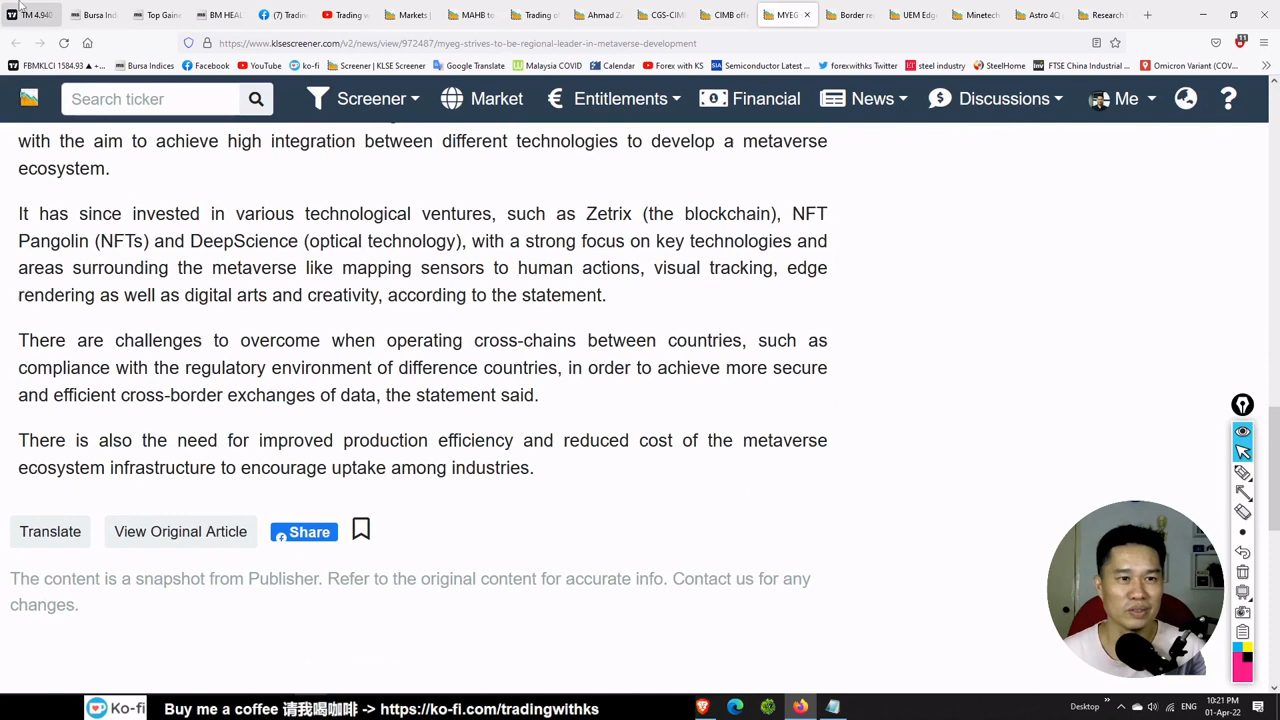 TM 4.940
Bursa Indi
Top Gaine
BM HEAL
(7) Tradin
Trading w
Markets |
MAHB to
Trading o
Ahmad Z
CGS-CIM
CIMB off
MYEG
Border re
UEM Edg
Minetech
Astro 4Q
Research
https://www.klsescreener.com/v2/news/view/972487/myeg-strives-to-be-regional-leader-in-metaverse-development
FBMKLCI 1584.93 ▲ +...
Bursa Indices
Facebook
YouTube
ko-fi
Screener | KLSE Screener
Google Translate
Malaysia COVID
Calendar
Forex with KS
Semiconductor Latest ...
forexwithks Twitter
steel industry
SteelHome
FTSE China Industrial ...
Omicron Variant (COV...
Search ticker
Screener
Market
Entitlements
Financial
News
Discussions
Me
with the aim to achieve high integration between different technologies to develop a metaverse
ecosystem.
It has since invested in various technological ventures, such as Zetrix (the blockchain), NFT
Pangolin (NFTs) and DeepScience (optical technology), with a strong focus on key technologies and
areas surrounding the metaverse like mapping sensors to human actions, visual tracking, edge
rendering as well as digital arts and creativity, according to the statement.
There are challenges to overcome when operating cross-chains between countries, such as
compliance with the regulatory environment of difference countries, in order to achieve more secure
and efficient cross-border exchanges of data, the statement said.
There is also the need for improved production efficiency and reduced cost of the metaverse
ecosystem infrastructure to encourage uptake among industries.
Translate
View Original Article
Share
The content is a snapshot from Publisher. Refer to the original content for accurate info. Contact us for any
changes.
Ko-fi
Buy me a coffee 请我喝咖啡 -> https://ko-fi.com/tradingwithks
Desktop
ENG
10:21 PM
01-Apr-22